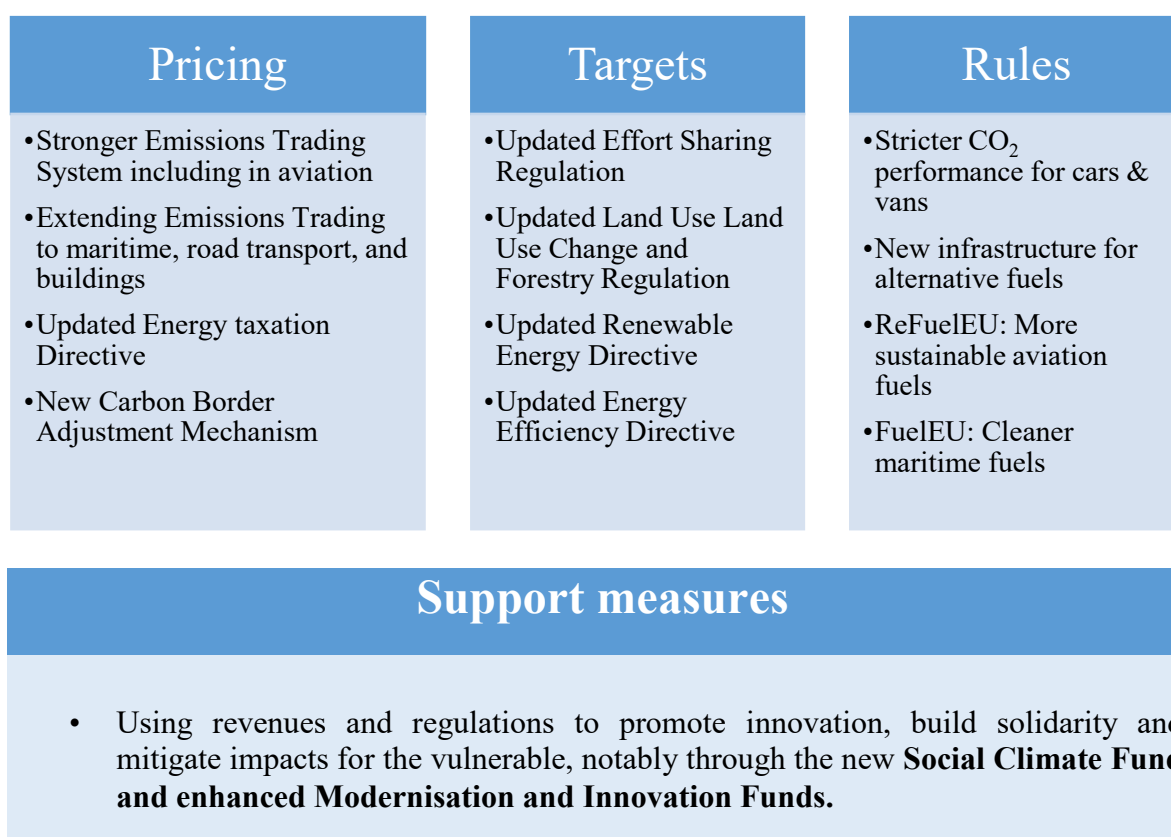 Pricing
•Stronger Emissions Trading
System including in aviation
•Extending Emissions Trading
to maritime, road transport, and
buildings
•Updated Energy taxation
Directive
•New Carbon Border
Adjustment Mechanism
Targets
•Updated Effort Sharing
Regulation
•Updated Land Use Land
Use Change and
Forestry Regulation
•Updated Renewable
Energy Directive
•Updated Energy
Efficiency Directive
Rules
•Stricter CO₂
performance for cars &
vans
•New infrastructure for
alternative fuels
•ReFuelEU: More
sustainable aviation
fuels
•FuelEU: Cleaner
maritime fuels
Support measures
• Using revenues and regulations to promote innovation, build solidarity and
mitigate impacts for the vulnerable, notably through the new Social Climate Fund
and enhanced Modernisation and Innovation Funds.